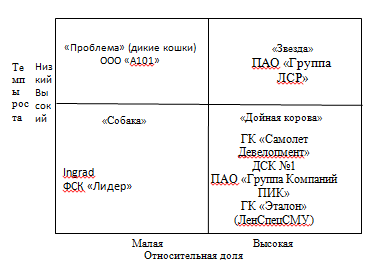 Темпы роста
Низкий Высокий
«Проблема» (дикие кошки)
ООО «А101»
«Звезда»
ПАО «Группа
ЛСР»
«Собака»
Ingrad
ФСК «Лидер»
«Дойная корова»
ГК «Самолет
Девелопмент»
ДСК №1
ПАО «Группа Компаний
ПИК»
ГК «Эталон»
(ЛенСпецСМУ)
Малая Высокая
Относительная доля